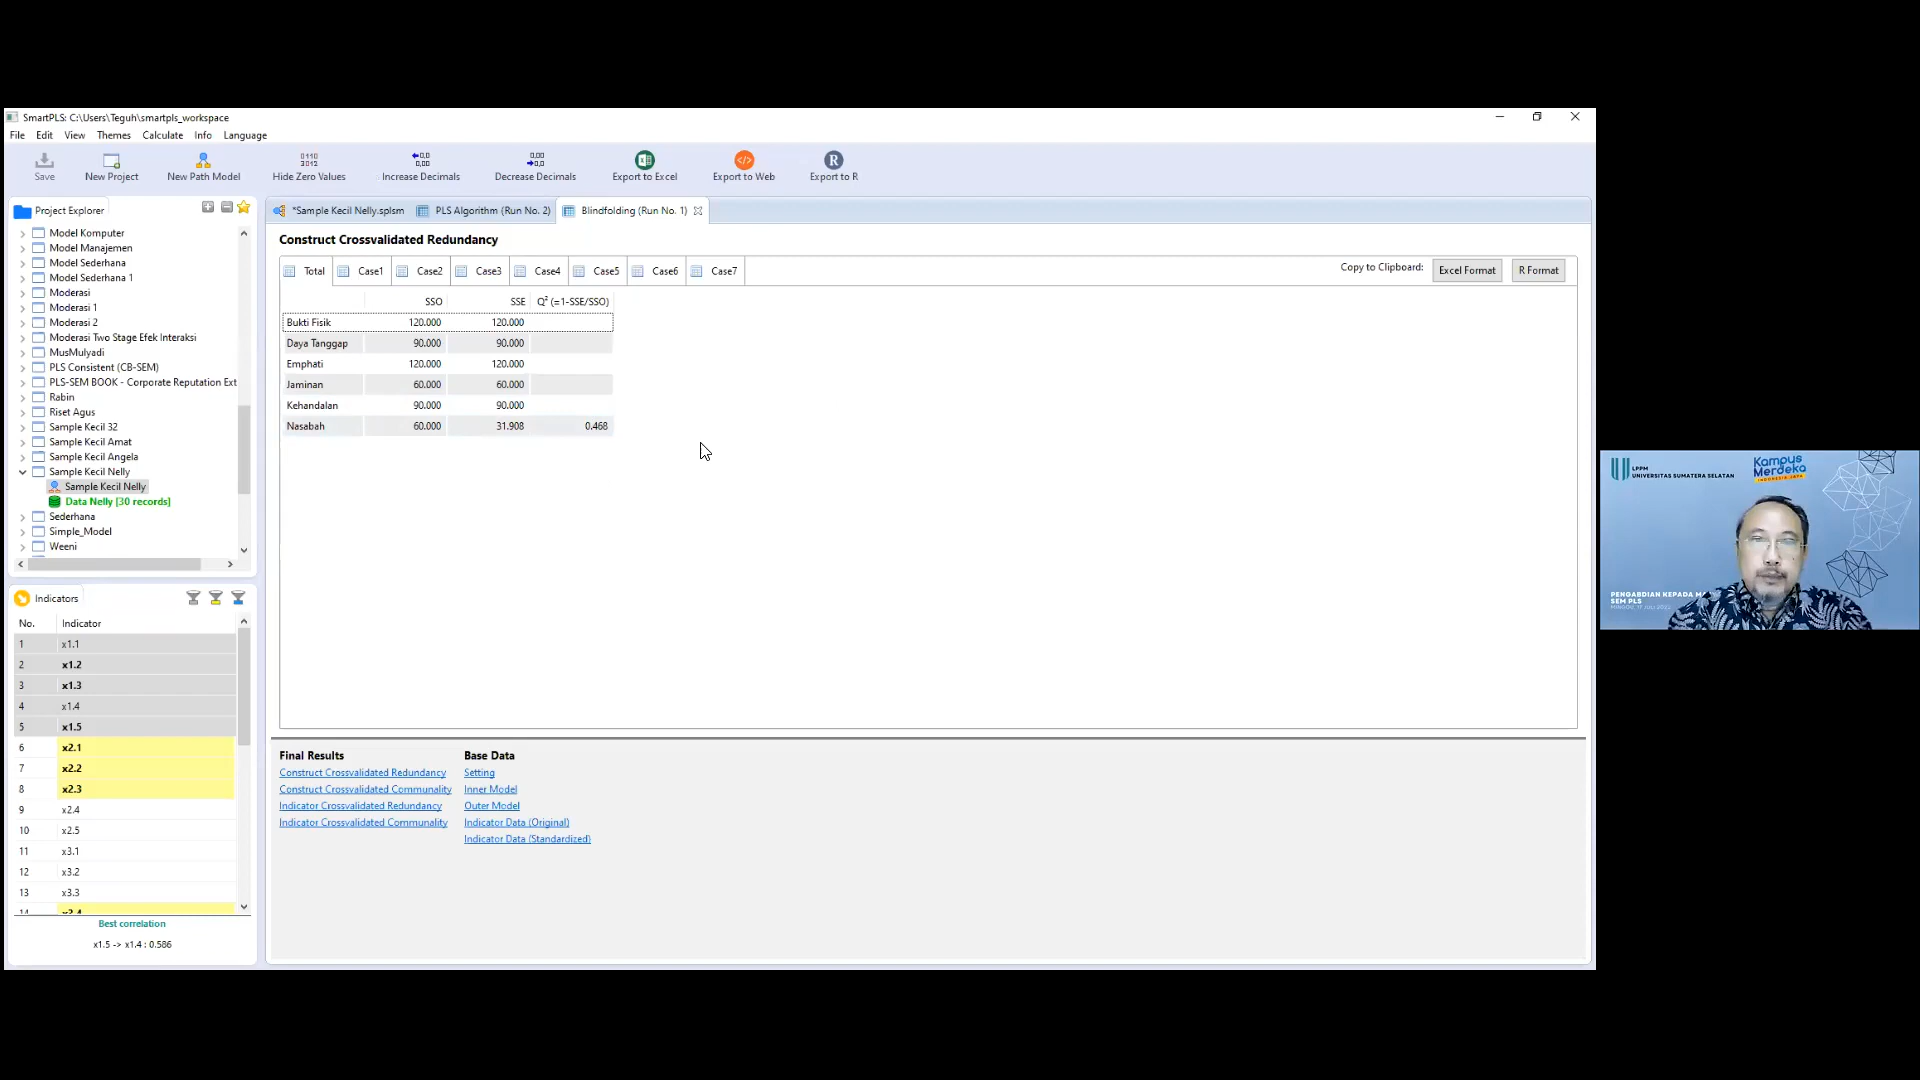 SmartPLS: C:\Users\Teguh\smartpls_workspace
File Edit View Themes Calculate Info Language
Save
New Project
New Path Model
Hide Zero Values
Increase Decimals
Decrease Decimals
Export to Excel
Export to Web
Export to R
Project Explorer
Model Komputer
Model Manajemen
Model Sederhana
Model Sederhana 1
Moderasi
Moderasi 1
Moderasi 2
Moderasi Two Stage Efek Interaksi
MusMulyadi
PLS Consistent (CB-SEM)
PLS-SEM BOOK - Corporate Reputation Ext
Rabin
Riset Agus
Sample Kecil 32
Sample Kecil Amat
Sample Kecil Angela
Sample Kecil Nelly
Sample Kecil Nelly
Data Nelly [30 records]
Sederhana
Simple_Model
Weeni
Indicators
No. Indicator
1 x1.1
2 x1.2
3 x1.3
4 x1.4
5 x1.5
6 x2.1
7 x2.2
8 x2.3
9 x2.4
10 x2.5
11 x3.1
12 x3.2
13 x3.3
14 x3.4
Best correlation
x1.5 -> x1.4 : 0.586
*Sample Kecil Nelly.splsm
PLS Algorithm (Run No. 2)
Blindfolding (Run No. 1)
Construct Crossvalidated Redundancy
Total Case1 Case2 Case3 Case4 Case5 Case6 Case7
Copy to Clipboard: Excel Format R Format
SSO SSE Q² (=1-SSE/SSO)
Bukti Fisik 120.000 120.000
Daya Tanggap 90.000 90.000
Emphati 120.000 120.000
Jaminan 60.000 60.000
Kehandalan 90.000 90.000
Nasabah 60.000 31.908 0.468
Final Results
Construct Crossvalidated Redundancy
Construct Crossvalidated Communality
Indicator Crossvalidated Redundancy
Indicator Crossvalidated Communality
Base Data
Setting
Inner Model
Outer Model
Indicator Data (Original)
Indicator Data (Standardized)
LPPM
UNIVERSITAS SUMATERA SELATAN
Kampus
Merdeka
INDONESIA JAYA
PENGABDIAN KEPADA MA
SEM PLS